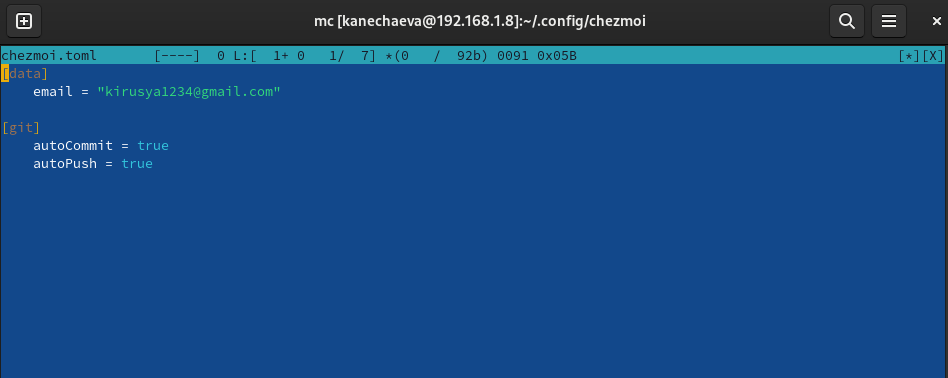 mc [kanechaeva@192.168.1.8]:~/.config/chezmoi
chezmoi.toml       [----]  0 L:[  1+ 0   1/  7] *(0   /  92b) 0091 0x05B                                        [*][X]
[data]
    email = "kirusya1234@gmail.com"
[git]
    autoCommit = true
    autoPush = true